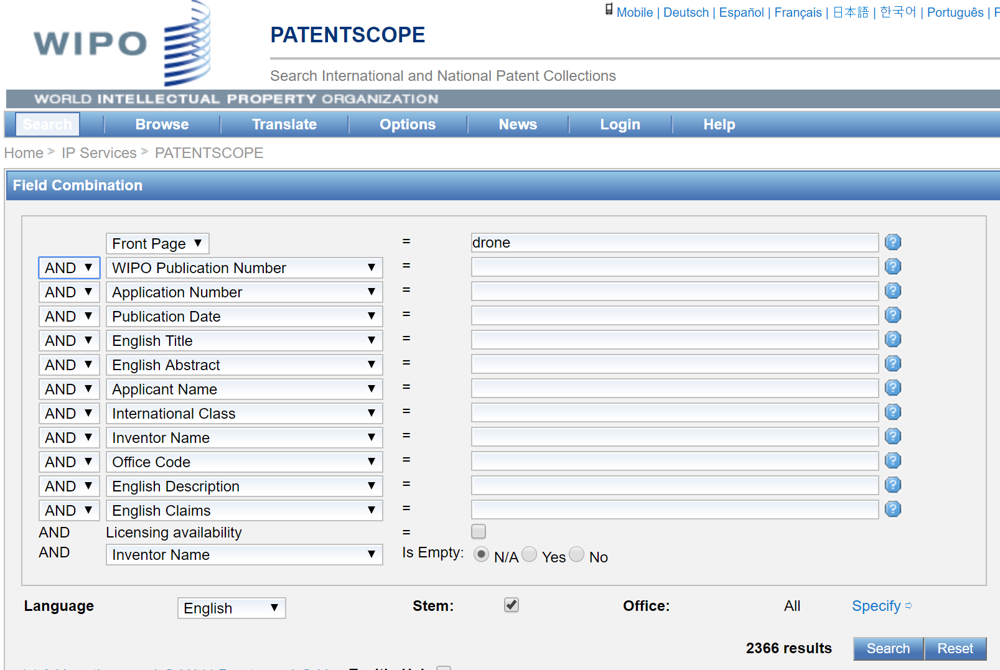 Mobile | Deutsch | Español | Français | 日本語 | 한국어 | Português |
WIPO
PATENTSCOPE
Search International and National Patent Collections
WORLD INTELLECTUAL PROPERTY ORGANIZATION
Search Browse Translate Options News Login Help
Home > IP Services > PATENTSCOPE
Field Combination
Front Page ▼ = drone ?
AND ▼ WIPO Publication Number ▼ = ?
AND ▼ Application Number ▼ = ?
AND ▼ Publication Date ▼ = ?
AND ▼ English Title ▼ = ?
AND ▼ English Abstract ▼ = ?
AND ▼ Applicant Name ▼ = ?
AND ▼ International Class ▼ = ?
AND ▼ Inventor Name ▼ = ?
AND ▼ Office Code ▼ = ?
AND ▼ English Description ▼ = ?
AND ▼ English Claims ▼ = ?
AND Licensing availability =
AND Inventor Name ▼ Is Empty: N/A Yes No
Language English ▼ Stem: Office: All Specify ⇨
2366 results Search Reset